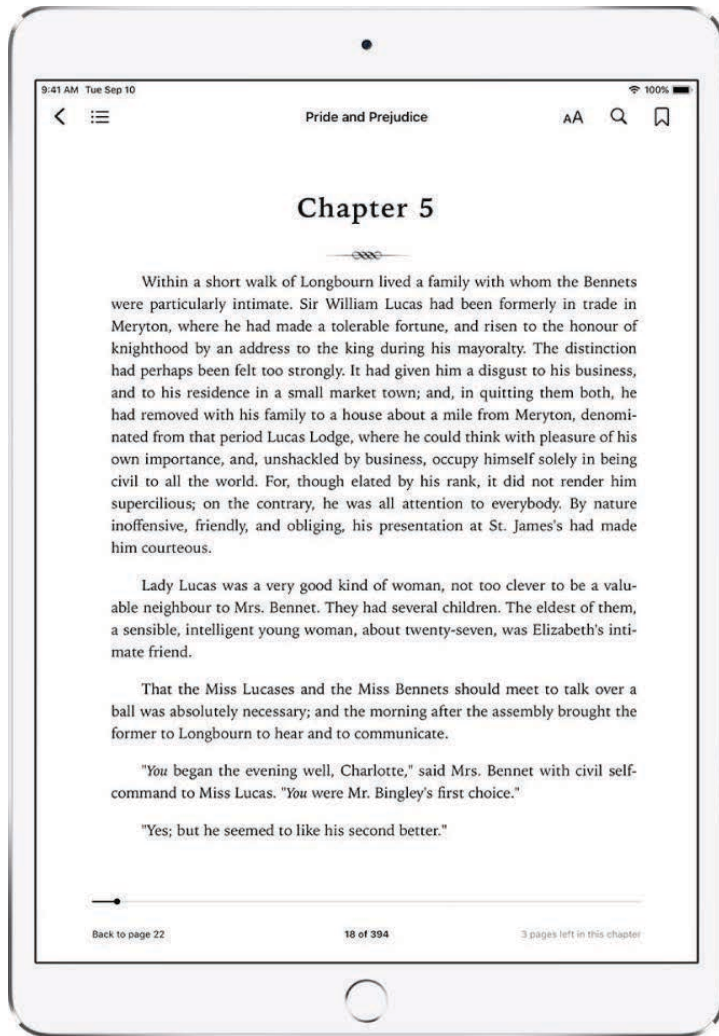 9:41 AM Tue Sep 10
100%
Pride and Prejudice
AA
Chapter 5
Within a short walk of Longbourn lived a family with whom the Bennets
were particularly intimate. Sir William Lucas had been formerly in trade in
Meryton, where he had made a tolerable fortune, and risen to the honour of
knighthood by an address to the king during his mayoralty. The distinction
had perhaps been felt too strongly. It had given him a disgust to his business,
and to his residence in a small market town; and, in quitting them both, he
had removed with his family to a house about a mile from Meryton, denomi-
nated from that period Lucas Lodge, where he could think with pleasure of his
own importance, and, unshackled by business, occupy himself solely in being
civil to all the world. For, though elated by his rank, it did not render him
supercilious; on the contrary, he was all attention to everybody. By nature
inoffensive, friendly, and obliging, his presentation at St. James's had made
him courteous.
Lady Lucas was a very good kind of woman, not too clever to be a valu-
able neighbour to Mrs. Bennet. They had several children. The eldest of them,
a sensible, intelligent young woman, about twenty-seven, was Elizabeth's inti-
mate friend.
That the Miss Lucases and the Miss Bennets should meet to talk over a
ball was absolutely necessary; and the morning after the assembly brought the
former to Longbourn to hear and to communicate.
"You began the evening well, Charlotte," said Mrs. Bennet with civil self-
command to Miss Lucas. "You were Mr. Bingley's first choice."
"Yes; but he seemed to like his second better."
Back to page 22
18 of 394
3 pages left in this chapter